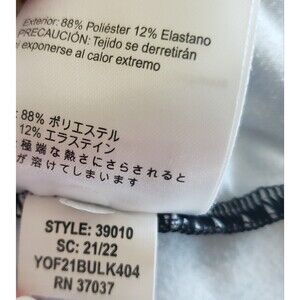 Exterior: 88% Poliéster 12% Elastano
PRECAUCIÓN: Tejido se derretirán
exponerse al calor extremo
: 88% ポリエステル
12% エラステイン
極端な熱さにさらされると
が溶けてしまいます
STYLE: 39010
SC: 21/22
YOF21BULK404
RN 37037